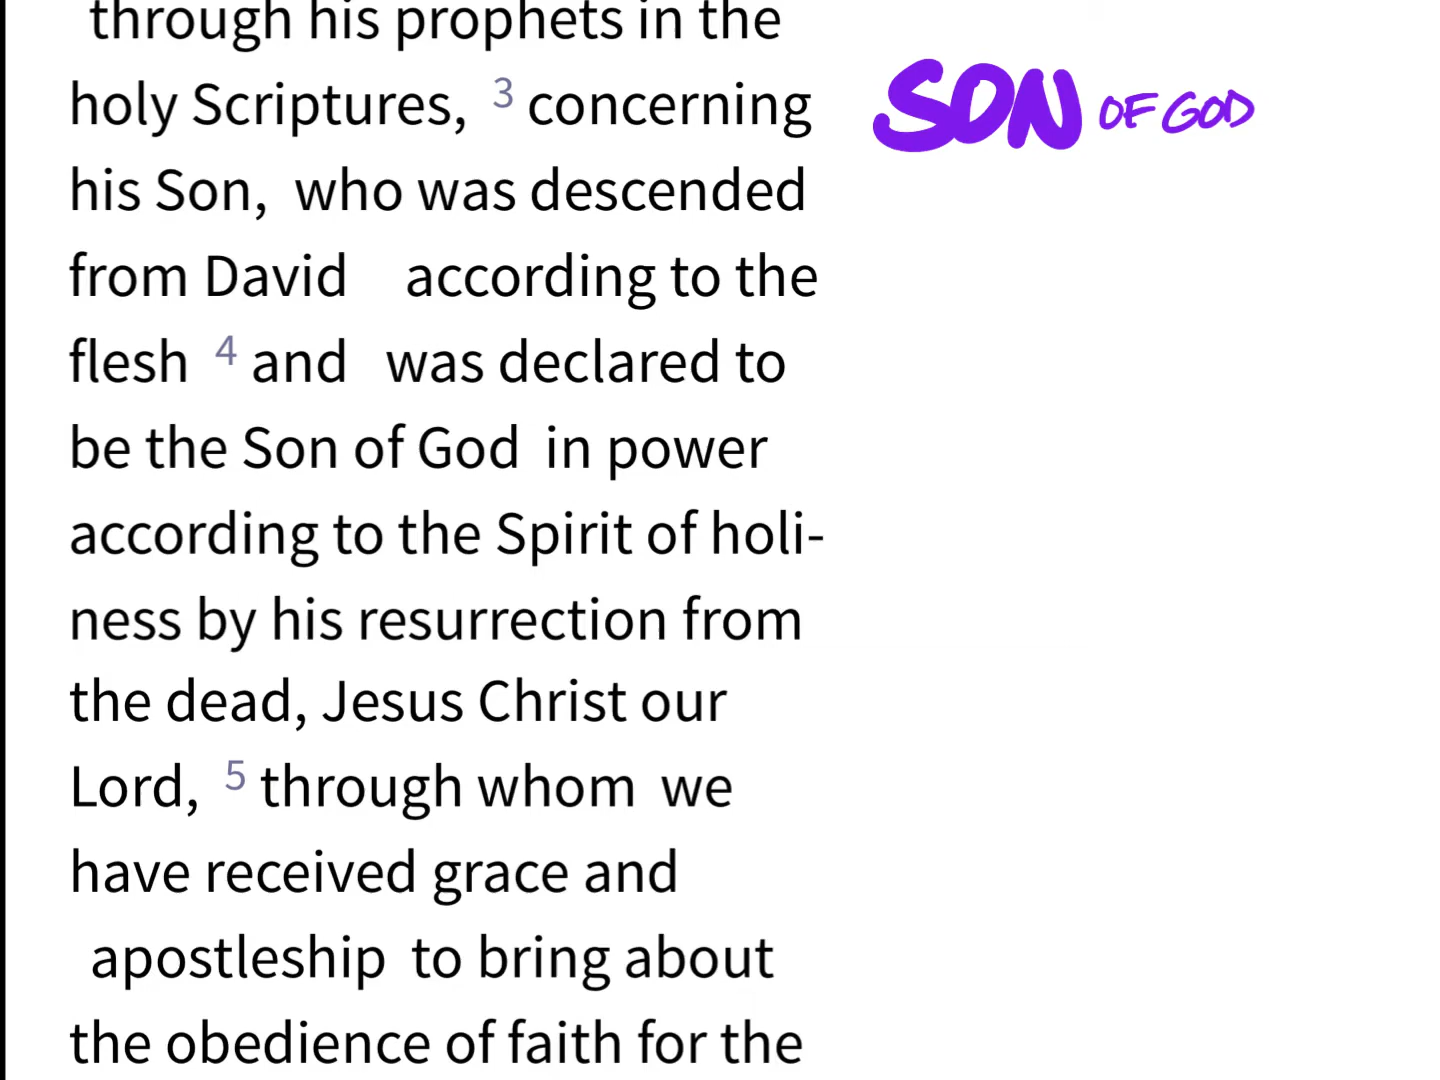 through his prophets in the
holy Scriptures, 3 concerning
SON OF GOD
his Son, who was descended
from David according to the
flesh 4 and was declared to
be the Son of God in power
according to the Spirit of holi-
ness by his resurrection from
the dead, Jesus Christ our
Lord, 5 through whom we
have received grace and
apostleship to bring about
the obedience of faith for the